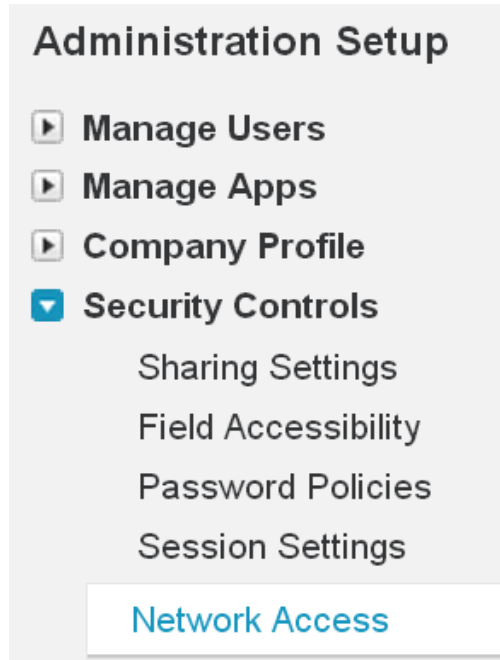 Administration Setup
Manage Users
Manage Apps
Company Profile
Security Controls
Sharing Settings
Field Accessibility
Password Policies
Session Settings
Network Access